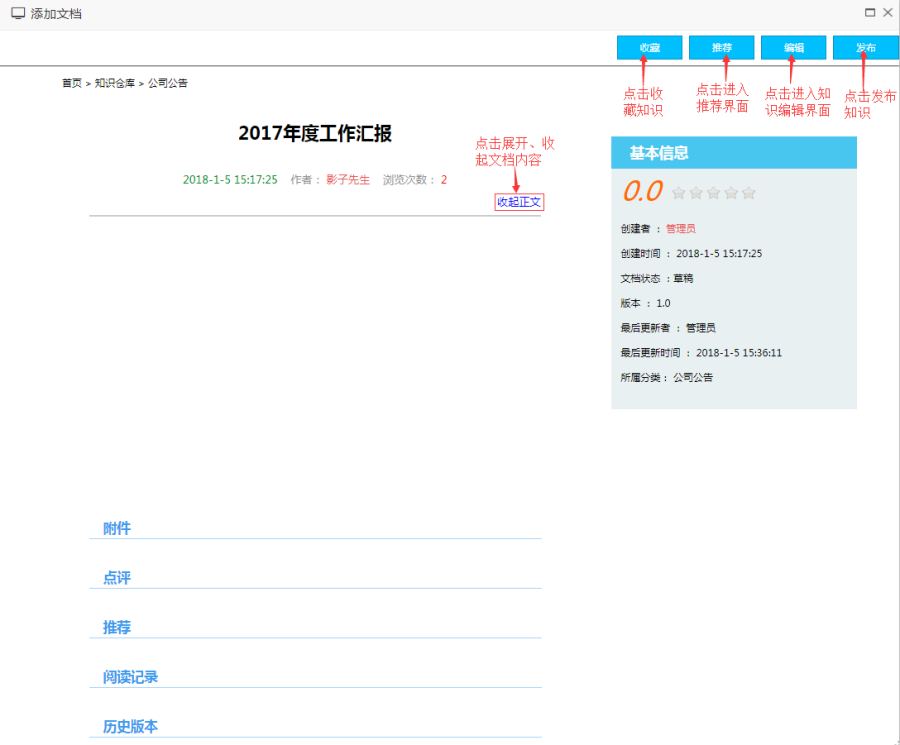 添加文档
收藏 推荐 编辑 发布
首页 > 知识仓库 > 公司公告
点击收
藏知识
点击进入
推荐界面
点击进入知
识编辑界面
点击发布
知识
2017年度工作汇报
点击展开、收
起文档内容
2018-1-5 15:17:25 作者： 影子先生 浏览次数： 2
收起正文
基本信息
0.0
创建者 ： 管理员
创建时间 ： 2018-1-5 15:17:25
文档状态 ：草稿
版本 ： 1.0
最后更新者 ： 管理员
最后更新时间 ： 2018-1-5 15:36:11
所属分类： 公司公告
附件
点评
推荐
阅读记录
历史版本